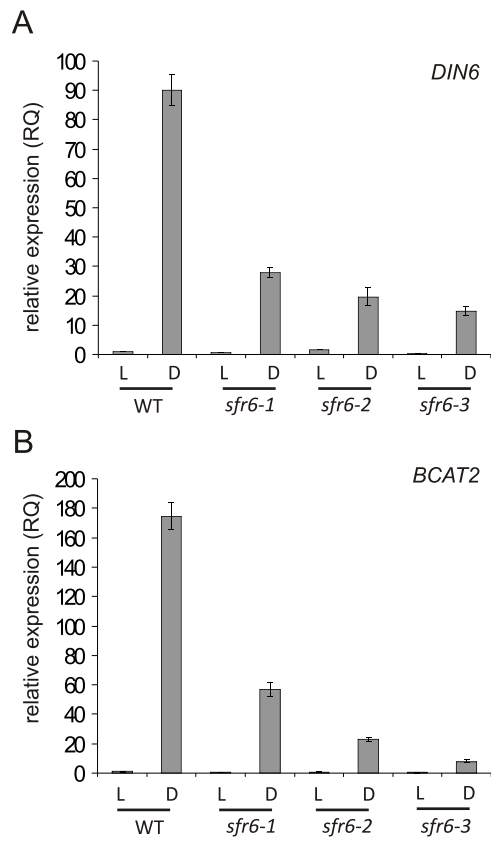 A
DIN6
relative expression (RQ)
100
90
80
70
60
50
40
30
20
10
0
L D L D L D L D
WT sfr6-1 sfr6-2 sfr6-3
B
BCAT2
relative expression (RQ)
200
180
160
140
120
100
80
60
40
20
0
L D L D L D L D
WT sfr6-1 sfr6-2 sfr6-3